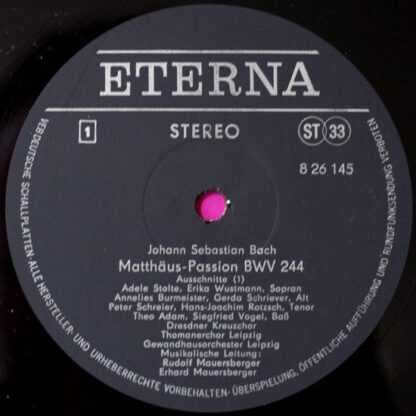 ETERNA
1
STEREO
ST 33
8 26 145
Johann Sebastian Bach
Matthäus-Passion BWV 244
Ausschnitte (1)
Adele Stolte, Erika Wustmann, Sopran
Annelies Burmeister, Gerda Schriever, Alt
Peter Schreier, Hans-Joachim Rotzsch, Tenor
Theo Adam, Siegfried Vogel, Baß
Dresdner Kreuzchor
Thomanerchor Leipzig
Gewandhausorchester Leipzig
Musikalische Leitung:
Rudolf Mauersberger
Erhard Mauersberger
VEB DEUTSCHE SCHALLPLATTEN-ALLE HERSTELLER- UND URHEBERRECHTE VORBEHALTEN-ÜBERSPIELUNG, ÖFFENTLICHE AUFFÜHRUNG UND RUNDFUNKSENDUNG VERBOTEN